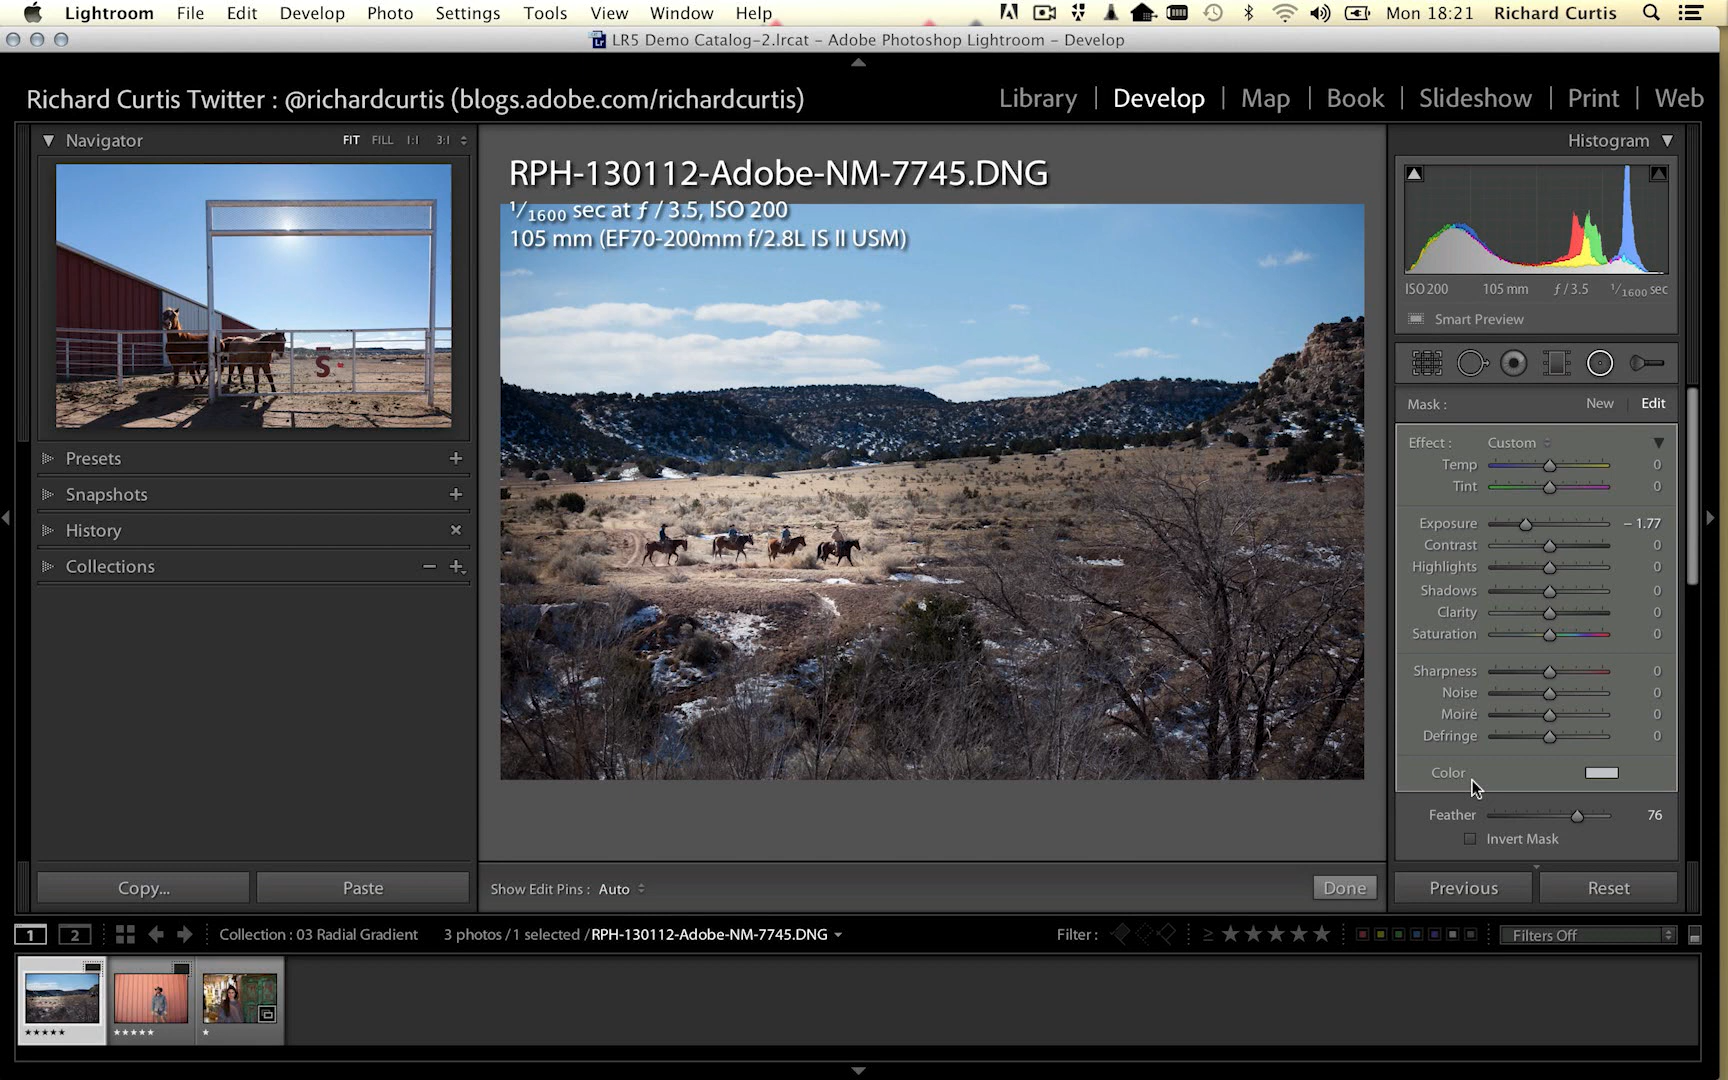 Lightroom File Edit Develop Photo Settings Tools View Window Help Mon 18:21 Richard Curtis
LR5 Demo Catalog-2.lrcat – Adobe Photoshop Lightroom – Develop
Richard Curtis Twitter : @richardcurtis (blogs.adobe.com/richardcurtis)
Library | Develop | Map | Book | Slideshow | Print | Web
Navigator FIT FILL 1:1 3:1
Presets
Snapshots
History
Collections
Copy... Paste
RPH-130112-Adobe-NM-7745.DNG
1/1600 sec at ƒ / 3.5, ISO 200
105 mm (EF70-200mm f/2.8L IS II USM)
S
Show Edit Pins : Auto Done
Histogram
ISO 200 105 mm ƒ / 3.5 1/1600 sec
Smart Preview
Mask : New Edit
Effect : Custom
Temp 0
Tint 0
Exposure – 1.77
Contrast 0
Highlights 0
Shadows 0
Clarity 0
Saturation 0
Sharpness 0
Noise 0
Moiré 0
Defringe 0
Color
Feather 76
Invert Mask
Previous Reset
1 2 Collection : 03 Radial Gradient 3 photos / 1 selected / RPH-130112-Adobe-NM-7745.DNG Filter : ≥ ★★★★★ Filters Off
★★★★★ ★★★★★ ★